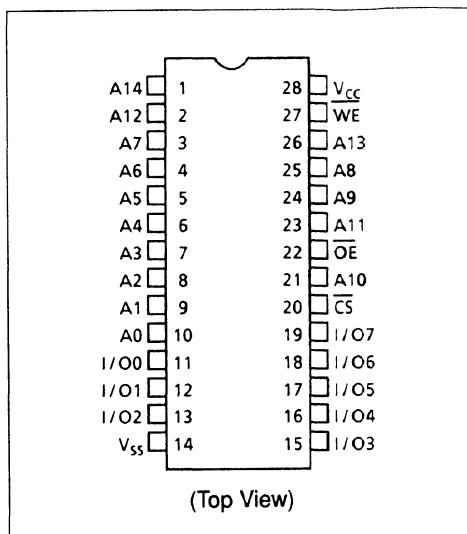 A14 1 28 VCC
A12 2 27 WE
A7 3 26 A13
A6 4 25 A8
A5 5 24 A9
A4 6 23 A11
A3 7 22 OE
A2 8 21 A10
A1 9 20 CS
A0 10 19 I/O7
I/O0 11 18 I/O6
I/O1 12 17 I/O5
I/O2 13 16 I/O4
VSS 14 15 I/O3
(Top View)